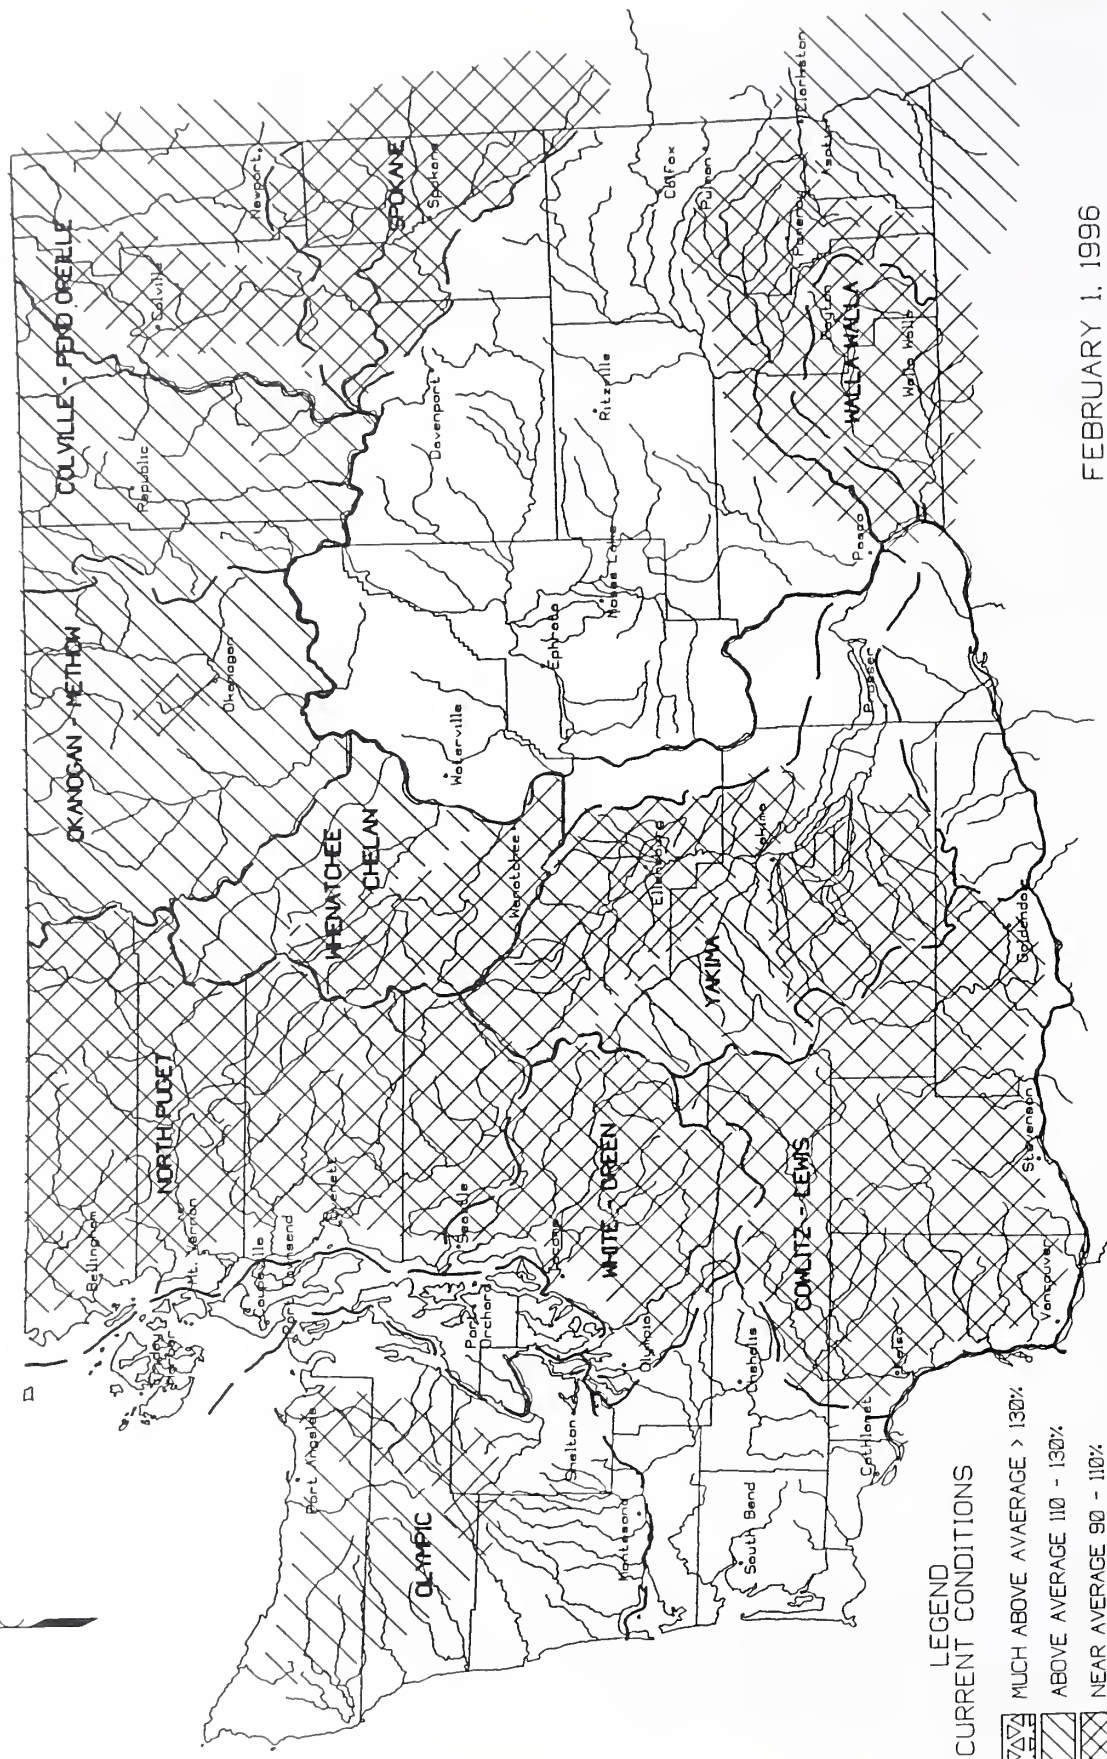 COLVILLE - PEND OREILLE
OKANOGAN - METHOW
SPOKANE
WHENATCHEE
CHELAN
NORTH PUGET
YAKIMA
WALLA WALLA
WHITE - GREEN
COWLITZ - LEWIS
OLYMPIC
Newport
Colville
Republic
Okanogan
Spokane
Davenport
Ritzville
Colfax
Pulman
Clarkston
Pomeroy
Dayton
Walla Walla
Pasco
Moses Lake
Ephrata
Waterville
Wenatchee
Ellensburg
Yakima
Prosser
Goldendale
Stevenson
Vancouver
Kelso
Cathlamet
Chehalis
South Bend
Montesano
Olympia
Shelton
Tacoma
Seattle
Port
Orchard
Everett
Coupeville
Port
Townsend
Mt. Vernon
Bellingham
Port Angeles
LEGEND
CURRENT CONDITIONS
MUCH ABOVE AVAERAGE > 130%
ABOVE AVERAGE 110 - 130%
NEAR AVERAGE 90 - 110%
FEBRUARY 1, 1996